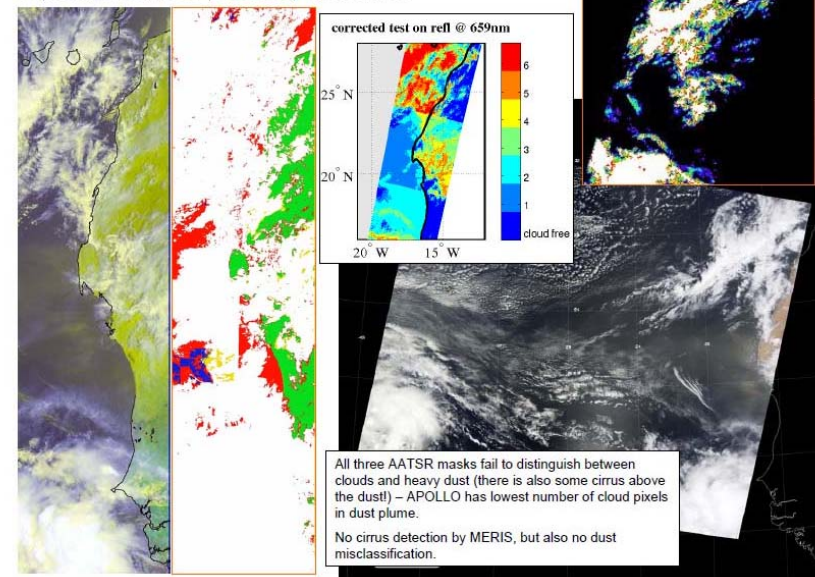 corrected test on refl @ 659nm
25° N
20° N
20° W
15° W
6
5
4
3
2
1
cloud free
All three AATSR masks fail to distinguish between
clouds and heavy dust (there is also some cirrus above
the dust!) – APOLLO has lowest number of cloud pixels
in dust plume.
No cirrus detection by MERIS, but also no dust
misclassification.